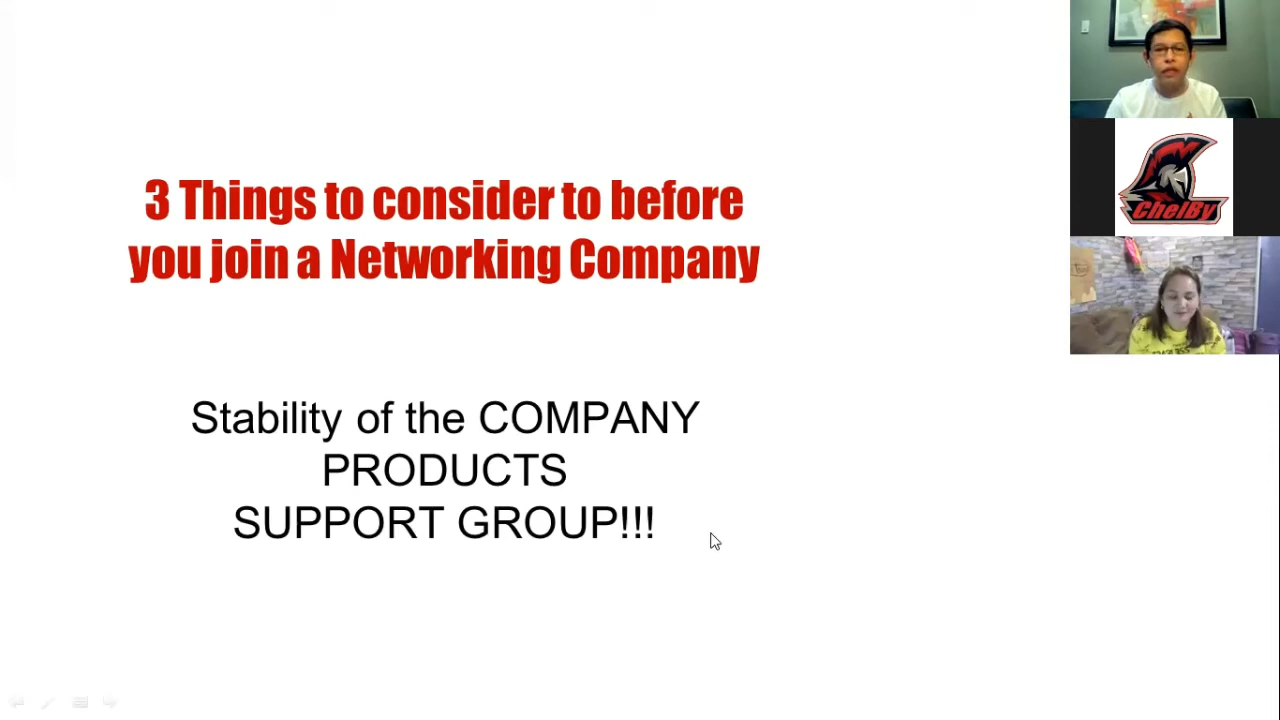 3 Things to consider to before
you join a Networking Company
Stability of the COMPANY
PRODUCTS
SUPPORT GROUP!!!
ChelBy